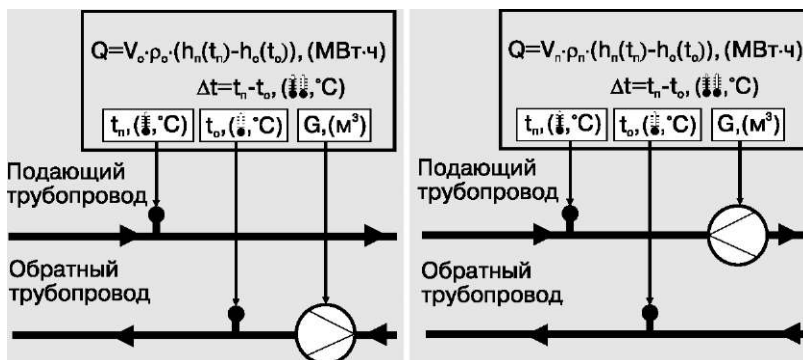 Q=Vₒ·ρₒ·(hₙ(tₙ)-hₒ(tₒ)), (МВт·ч)
Δt=tₙ-tₒ, (°C)
tₙ, (°C) tₒ, (°C) G, (м³)
Подающий
трубопровод
Обратный
трубопровод
Q=Vₙ·ρₙ·(hₙ(tₙ)-hₒ(tₒ)), (МВт·ч)
Δt=tₙ-tₒ, (°C)
tₙ, (°C) tₒ, (°C) G, (м³)
Подающий
трубопровод
Обратный
трубопровод